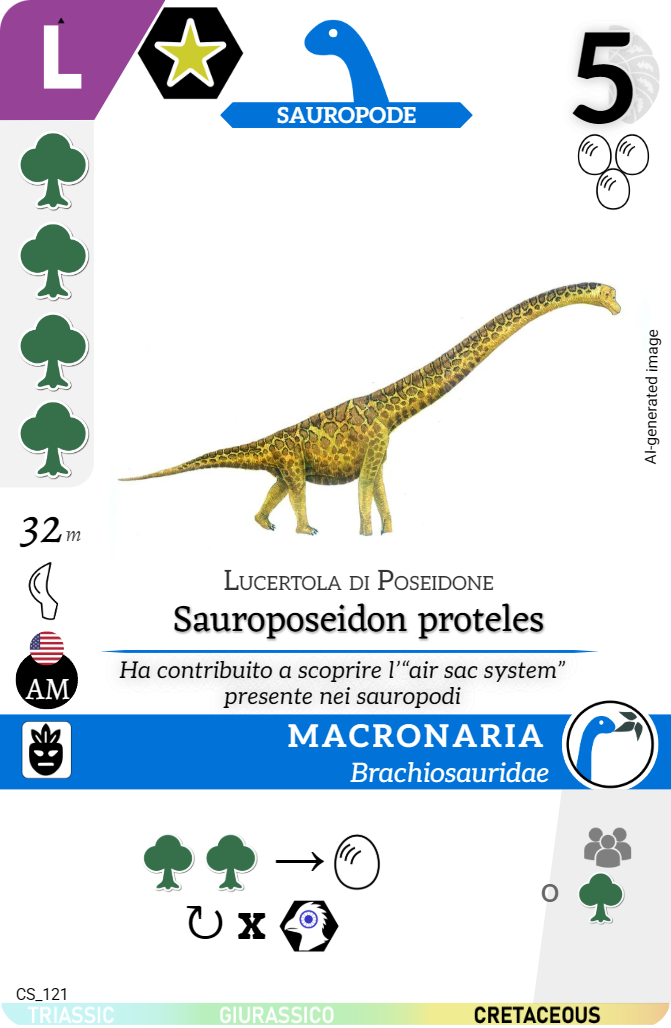 L
SAUROPODE
5
AI-generated image
32 m
AM
Lucertola di Poseidone
Sauroposeidon proteles
Ha contribuito a scoprire l'“air sac system”
presente nei sauropodi
MACRONARIA
Brachiosauridae
x
o
CS_121
TRIASSIC GIURASSICO CRETACEOUS